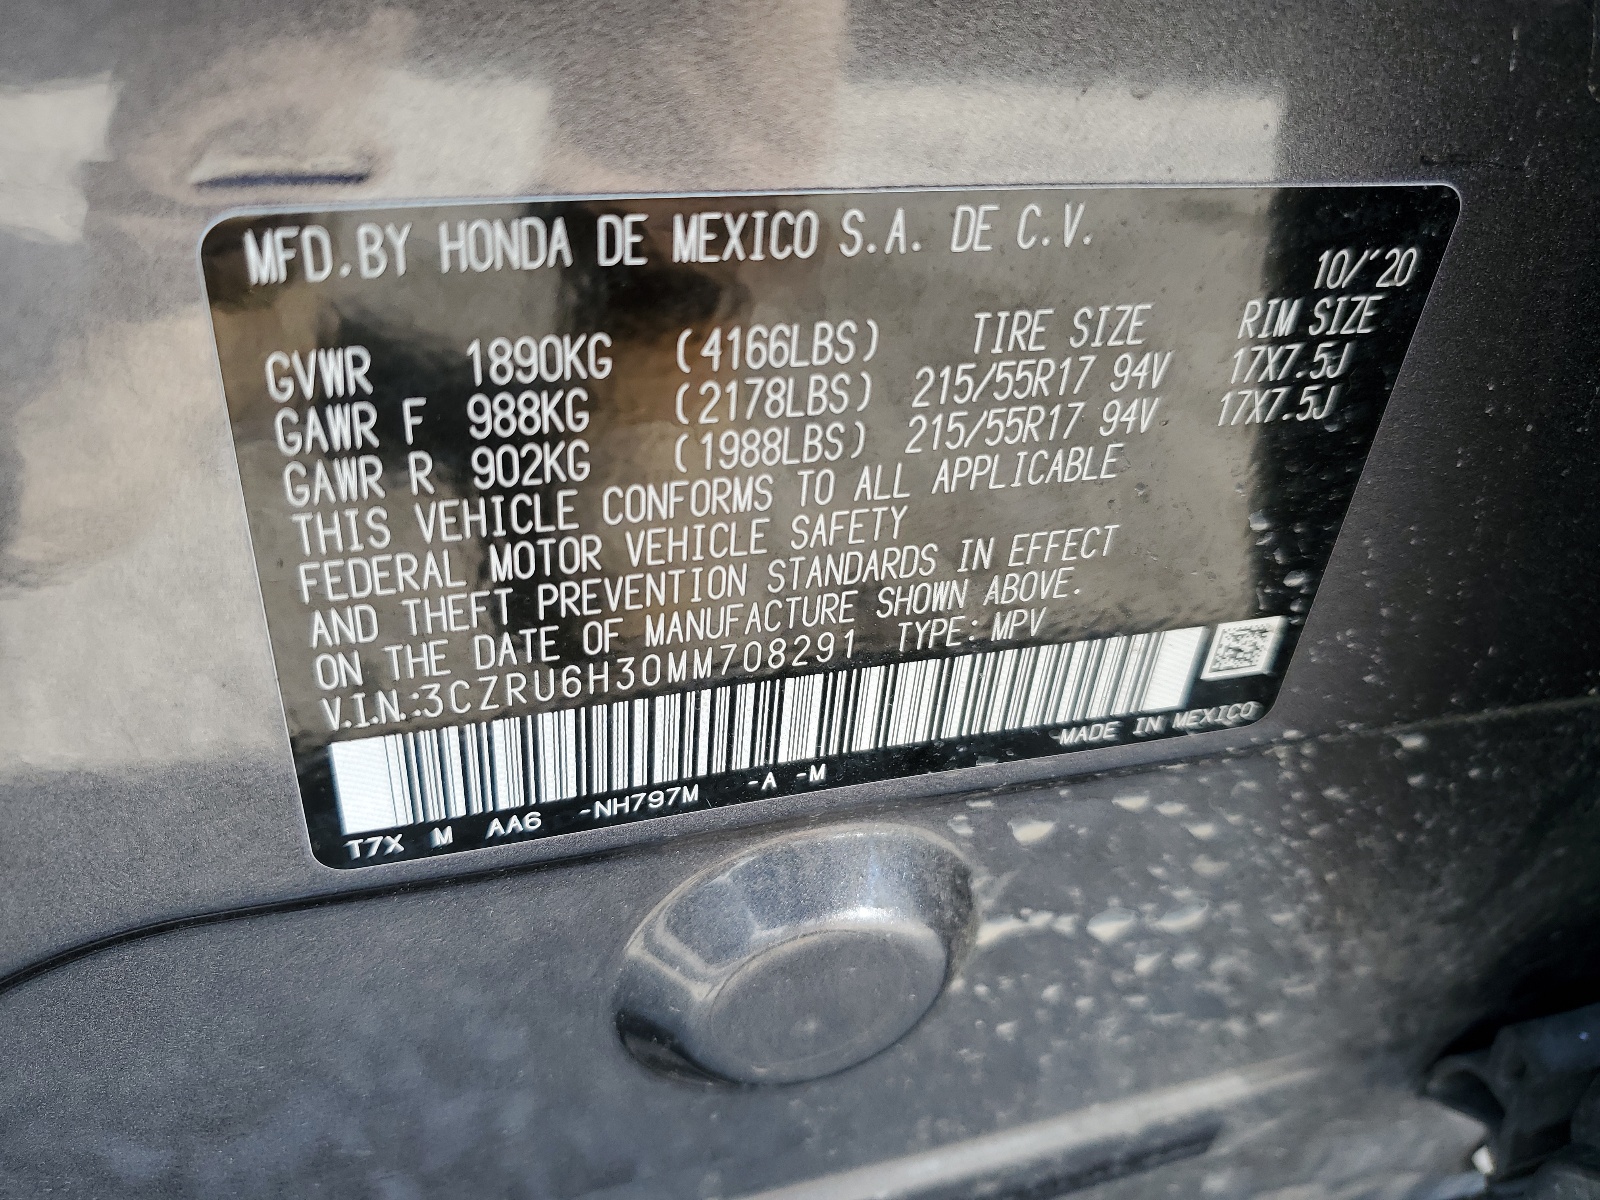 MFD.BY HONDA DE MEXICO S.A. DE C.V.
10/'20
GVWR 1890KG (4166LBS) TIRE SIZE RIM SIZE
GAWR F 988KG (2178LBS) 215/55R17 94V 17X7.5J
GAWR R 902KG (1988LBS) 215/55R17 94V 17X7.5J
THIS VEHICLE CONFORMS TO ALL APPLICABLE
FEDERAL MOTOR VEHICLE SAFETY
AND THEFT PREVENTION STANDARDS IN EFFECT
ON THE DATE OF MANUFACTURE SHOWN ABOVE.
V.I.N.:3CZRU6H30MM708291 TYPE: MPV
MADE IN MEXICO
T7X M AA6 -NH797M -A -M